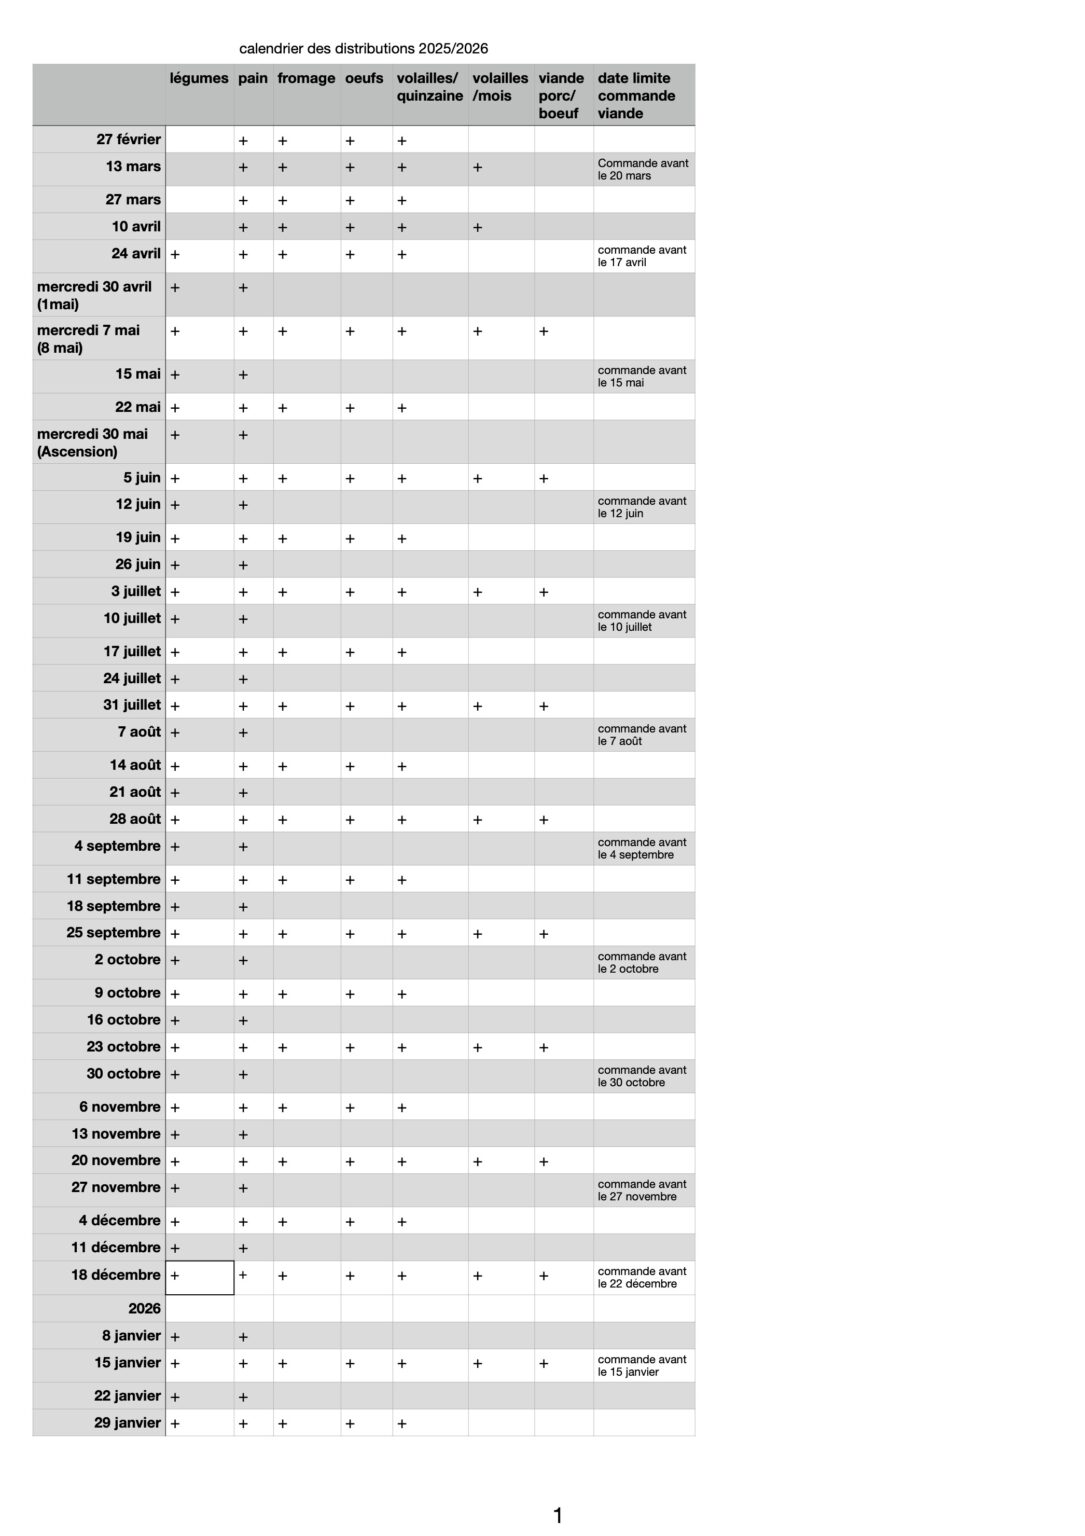 calendrier des distributions 2025/2026
légumes pain fromage oeufs volailles/ volailles viande date limite
quinzaine /mois porc/ commande
boeuf viande
27 février + + + +
13 mars + + + + + Commande avant
le 20 mars
27 mars + + + +
10 avril + + + + +
24 avril + + + + + commande avant
le 17 avril
mercredi 30 avril + +
(1mai)
mercredi 7 mai + + + + + + +
(8 mai)
15 mai + + commande avant
le 15 mai
22 mai + + + + +
mercredi 30 mai + +
(Ascension)
5 juin + + + + + + +
12 juin + + commande avant
le 12 juin
19 juin + + + + +
26 juin + +
3 juillet + + + + + + +
10 juillet + + commande avant
le 10 juillet
17 juillet + + + + +
24 juillet + +
31 juillet + + + + + + +
7 août + + commande avant
le 7 août
14 août + + + + +
21 août + +
28 août + + + + + + +
4 septembre + + commande avant
le 4 septembre
11 septembre + + + + +
18 septembre + +
25 septembre + + + + + + +
2 octobre + + commande avant
le 2 octobre
9 octobre + + + + +
16 octobre + +
23 octobre + + + + + + +
30 octobre + + commande avant
le 30 octobre
6 novembre + + + + +
13 novembre + +
20 novembre + + + + + + +
27 novembre + + commande avant
le 27 novembre
4 décembre + + + + +
11 décembre + +
18 décembre + + + + + + + commande avant
le 22 décembre
2026
8 janvier + +
15 janvier + + + + + + + commande avant
le 15 janvier
22 janvier + +
29 janvier + + + + +
1